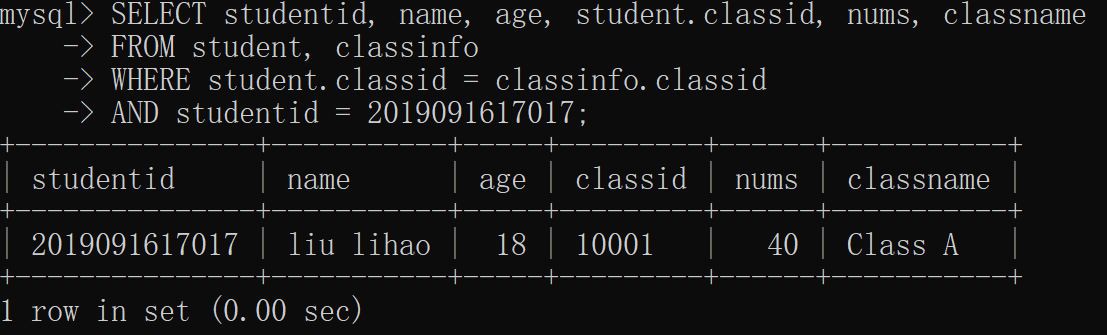 mysql> SELECT studentid, name, age, student.classid, nums, classname
    -> FROM student, classinfo
    -> WHERE student.classid = classinfo.classid
    -> AND studentid = 2019091617017;
+---------------+-----------+-----+---------+------+-----------+
| studentid     | name      | age | classid | nums | classname |
+---------------+-----------+-----+---------+------+-----------+
| 2019091617017 | liu lihao |  18 | 10001   |   40 | Class A   |
+---------------+-----------+-----+---------+------+-----------+
1 row in set (0.00 sec)